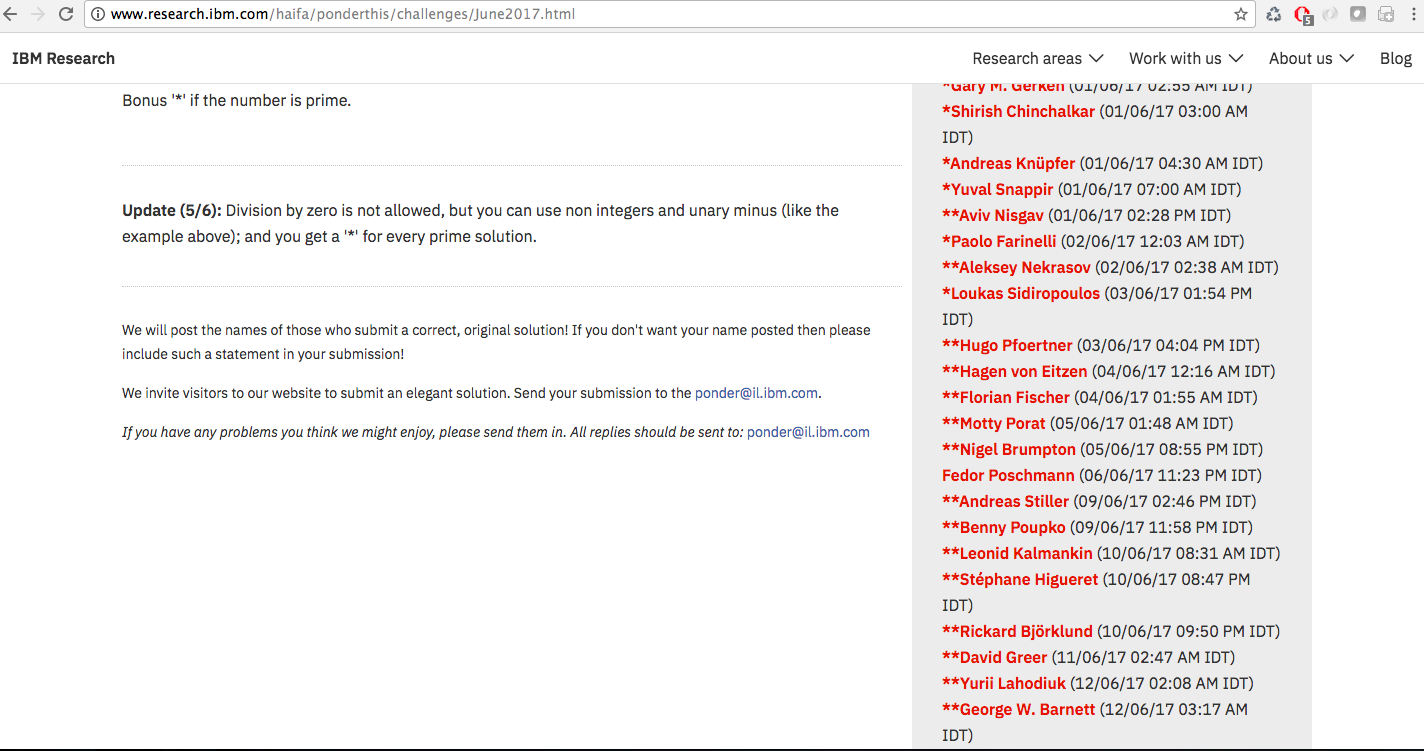 www.research.ibm.com/haifa/ponderthis/challenges/June2017.html
5
IBM Research
Research areas
Work with us
About us
Blog
Bonus '*' if the number is prime.
Update (5/6): Division by zero is not allowed, but you can use non integers and unary minus (like the
example above); and you get a '*' for every prime solution.
We will post the names of those who submit a correct, original solution! If you don't want your name posted then please
include such a statement in your submission!
We invite visitors to our website to submit an elegant solution. Send your submission to the ponder@il.ibm.com.
If you have any problems you think we might enjoy, please send them in. All replies should be sent to: ponder@il.ibm.com
*Gary M. Gerken (01/06/17 02:55 AM IDT)
*Shirish Chinchalkar (01/06/17 03:00 AM
IDT)
*Andreas Knüpfer (01/06/17 04:30 AM IDT)
*Yuval Snappir (01/06/17 07:00 AM IDT)
**Aviv Nisgav (01/06/17 02:28 PM IDT)
*Paolo Farinelli (02/06/17 12:03 AM IDT)
**Aleksey Nekrasov (02/06/17 02:38 AM IDT)
*Loukas Sidiropoulos (03/06/17 01:54 PM
IDT)
**Hugo Pfoertner (03/06/17 04:04 PM IDT)
**Hagen von Eitzen (04/06/17 12:16 AM IDT)
**Florian Fischer (04/06/17 01:55 AM IDT)
**Motty Porat (05/06/17 01:48 AM IDT)
**Nigel Brumpton (05/06/17 08:55 PM IDT)
Fedor Poschmann (06/06/17 11:23 PM IDT)
**Andreas Stiller (09/06/17 02:46 PM IDT)
**Benny Poupko (09/06/17 11:58 PM IDT)
**Leonid Kalmankin (10/06/17 08:31 AM IDT)
**Stéphane Higueret (10/06/17 08:47 PM
IDT)
**Rickard Björklund (10/06/17 09:50 PM IDT)
**David Greer (11/06/17 02:47 AM IDT)
**Yurii Lahodiuk (12/06/17 02:08 AM IDT)
**George W. Barnett (12/06/17 03:17 AM
IDT)